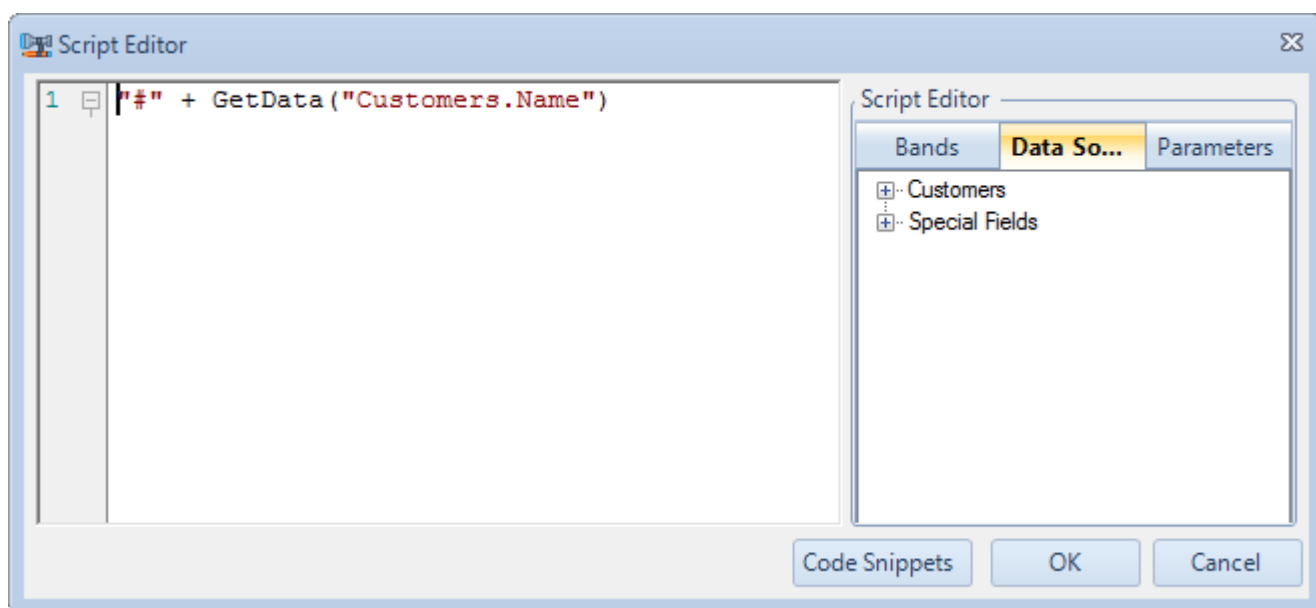 Script Editor
1 "#" + GetData("Customers.Name")
Script Editor
Bands Data So... Parameters
Customers
Special Fields
Code Snippets OK Cancel